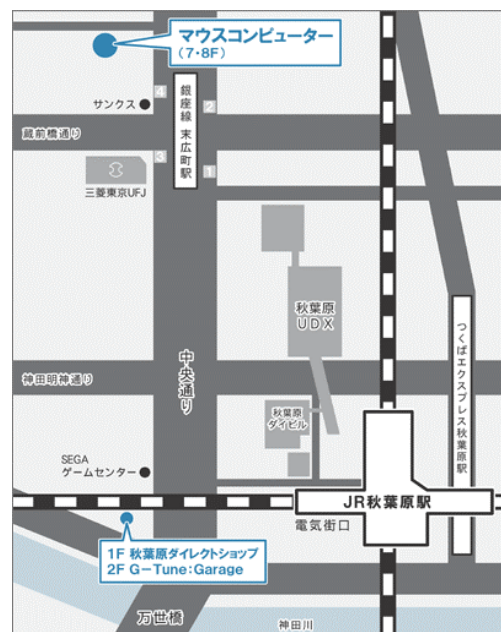 マウスコンピューター
(7・8F)
4
2
サンクス
銀座線 末広町駅
蔵前橋通り
3
1
三菱東京UFJ
秋葉原
UDX
つくばエクスプレス秋葉原駅
中央通り
神田明神通り
秋葉原
ダイビル
SEGA
ゲームセンター
JR秋葉原駅
電気街口
1F 秋葉原ダイレクトショップ
2F G-Tune:Garage
万世橋
神田川